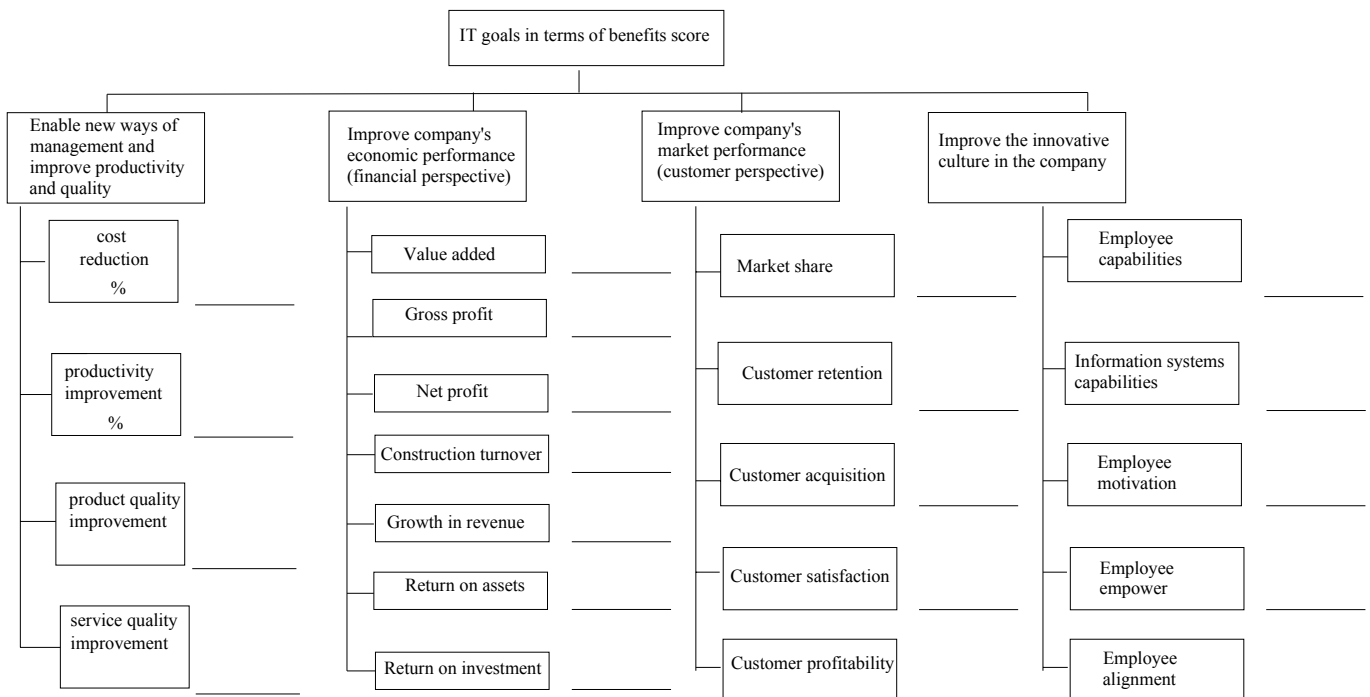 IT goals in terms of benefits score
Enable new ways of
management and
improve productivity
and quality
cost
reduction
%
productivity
improvement
%
product quality
improvement
service quality
improvement
Improve company's
economic performance
(financial perspective)
Value added
Gross profit
Net profit
Construction turnover
Growth in revenue
Return on assets
Return on investment
Improve company's
market performance
(customer perspective)
Market share
Customer retention
Customer acquisition
Customer satisfaction
Customer profitability
Improve the innovative
culture in the company
Employee
capabilities
Information systems
capabilities
Employee
motivation
Employee
empower
Employee
alignment